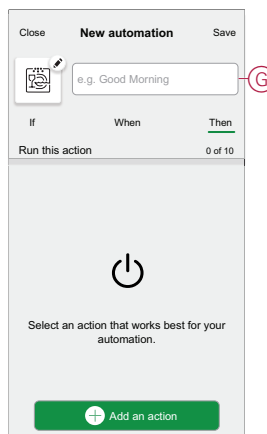 Close New automation Save
e.g. Good Morning
G
If When Then
Run this action 0 of 10
Select an action that works best for your
automation.
Add an action